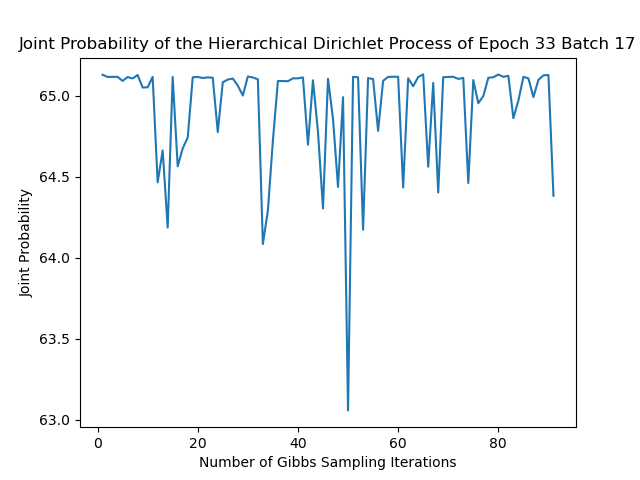 Joint Probability of the Hierarchical Dirichlet Process of Epoch 33 Batch 17
65.0
64.5
64.0
63.5
63.0
Joint Probability
0 20 40 60 80
Number of Gibbs Sampling Iterations